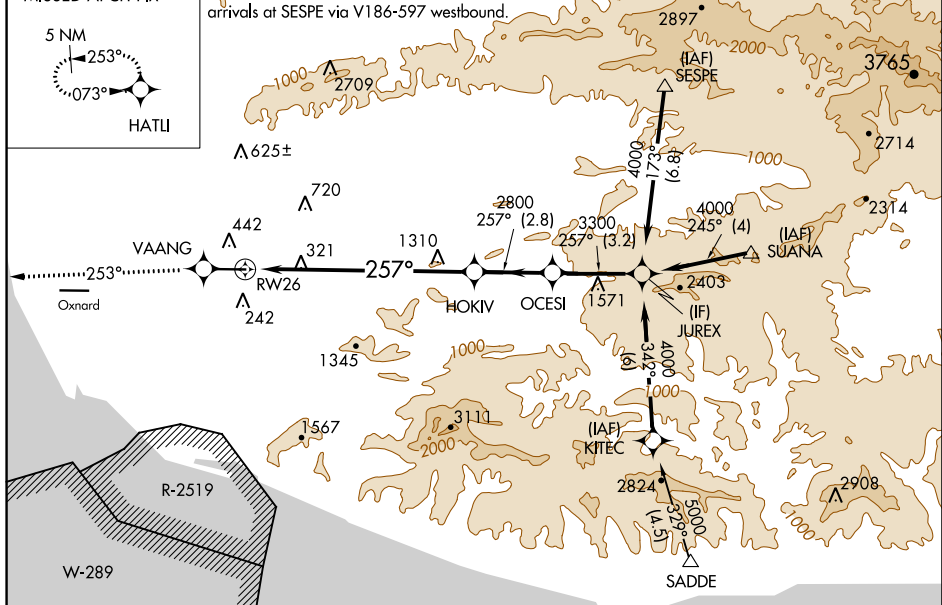 arrivals at SESPE via V186-597 westbound.
5 NM
253°
073°
HATLI
2897
2000
(IAF)
SESPE
3765
1000
2709
2714
625±
4000
173°
(6.8)
1000
720
2314
442
2800
257° (2.8)
3300
257° (3.2)
4000
245° (4)
(IAF)
SUANA
VAANG
321
1310
253°
257°
RW26
HOKIV
OCESI
1571
2403
(IF)
JUREX
Oxnard
242
1345
1000
4000
342°
(6)
1000
1567
3111
2000
(IAF)
KITEC
R-2519
2824
2908
1000
5000
329°
(4.5)
W-289
SADDE